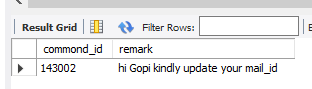 Result Grid Filter Rows:
commond_id remark
143002 hi Gopi kindly update your mail_id